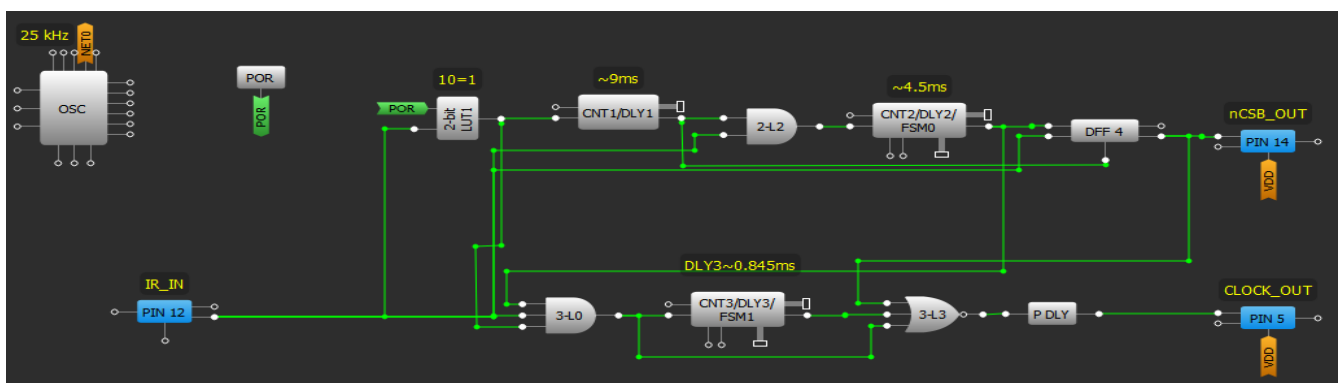 25 kHz
NET0
OSC
POR
POR
10=1
POR
2-bit
LUT1
~9ms
CNT1/DLY1
2-L2
~4.5ms
CNT2/DLY2/
FSM0
DFF 4
nCSB_OUT
PIN 14
VDD
IR_IN
PIN 12
3-L0
DLY3~0.845ms
CNT3/DLY3/
FSM1
3-L3
P DLY
CLOCK_OUT
PIN 5
VDD